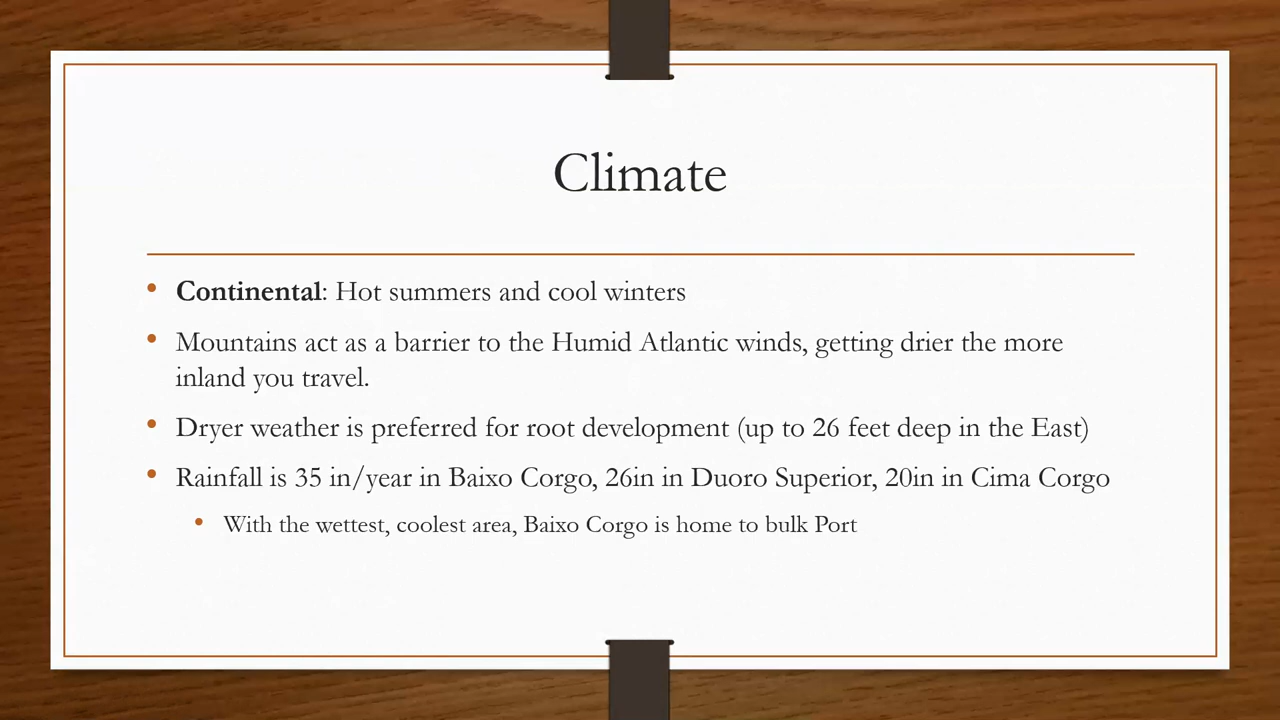 Climate
• Continental: Hot summers and cool winters
• Mountains act as a barrier to the Humid Atlantic winds, getting drier the more
inland you travel.
• Dryer weather is preferred for root development (up to 26 feet deep in the East)
• Rainfall is 35 in/year in Baixo Corgo, 26in in Duoro Superior, 20in in Cima Corgo
• With the wettest, coolest area, Baixo Corgo is home to bulk Port